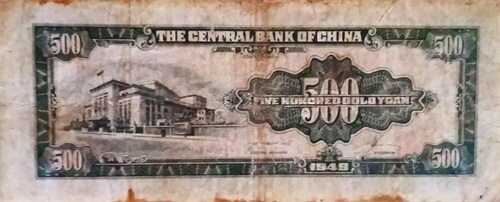 500 THE CENTRAL BANK OF CHINA 500
500
FIVE HUNDRED GOLD YUAN
500 1949 500